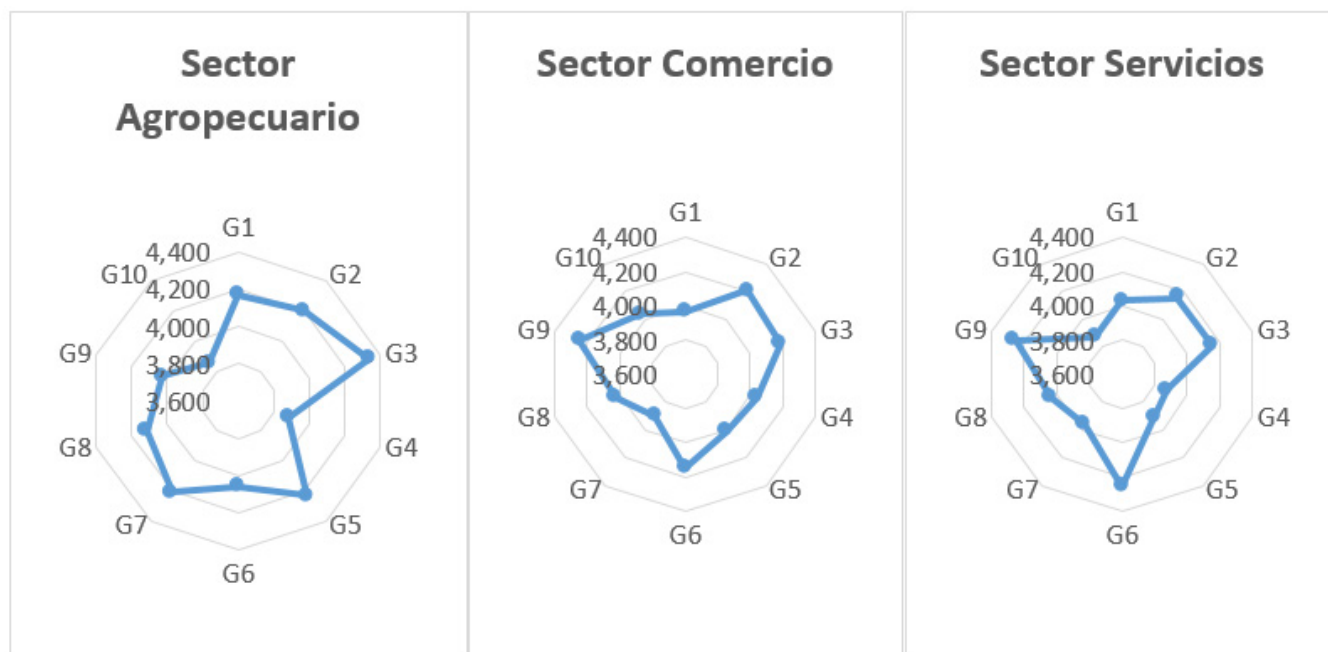 Sector
Agropecuario
G1
G2
G3
G4
G5
G6
G7
G8
G9
G10
4,400
4,200
4,000
3,800
3,600
Sector Comercio
G1
G2
G3
G4
G5
G6
G7
G8
G9
G10
4,400
4,200
4,000
3,800
3,600
Sector Servicios
G1
G2
G3
G4
G5
G6
G7
G8
G9
G10
4,400
4,200
4,000
3,800
3,600